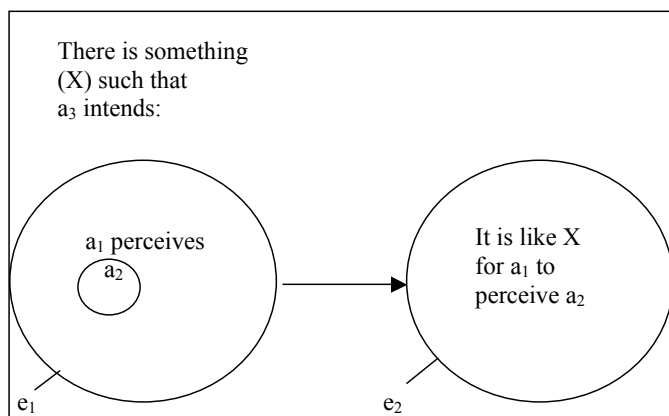 There is something
(X) such that
a₃ intends:
a₁ perceives
a₂
It is like X
for a₁ to
perceive a₂
e₁
e₂